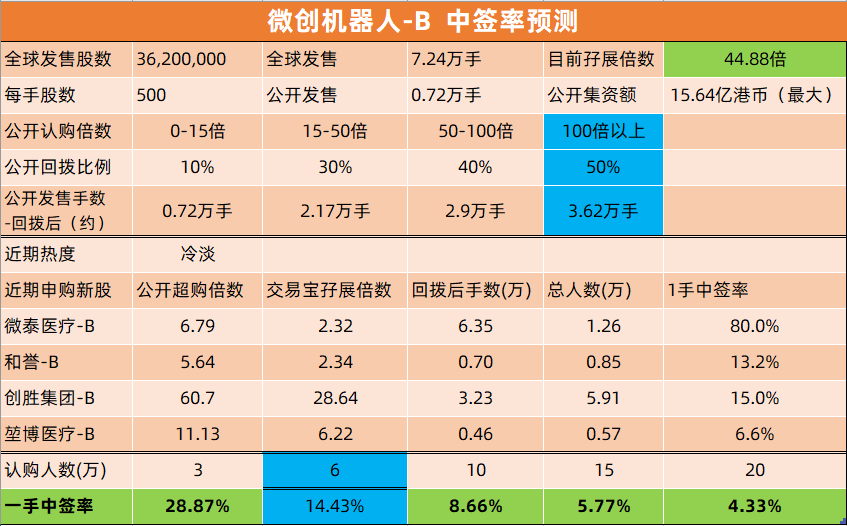 微创机器人-B 中签率预测
全球发售股数 36,200,000 全球发售 7.24万手 目前孖展倍数 44.88倍
每手股数 500 公开发售 0.72万手 公开集资额 15.64亿港币（最大）
公开认购倍数 0-15倍 15-50倍 50-100倍 100倍以上
公开回拨比例 10% 30% 40% 50%
公开发售手数
-回拨后（约） 0.72万手 2.17万手 2.9万手 3.62万手
近期热度 冷淡
近期申购新股 公开超购倍数 交易宝孖展倍数 回拨后手数(万) 总人数(万) 1手中签率
微泰医疗-B 6.79 2.32 6.35 1.26 80.0%
和誉-B 5.64 2.34 0.70 0.85 13.2%
创胜集团-B 60.7 28.64 3.23 5.91 15.0%
堃博医疗-B 11.13 6.22 0.46 0.57 6.6%
认购人数(万) 3 6 10 15 20
一手中签率 28.87% 14.43% 8.66% 5.77% 4.33%